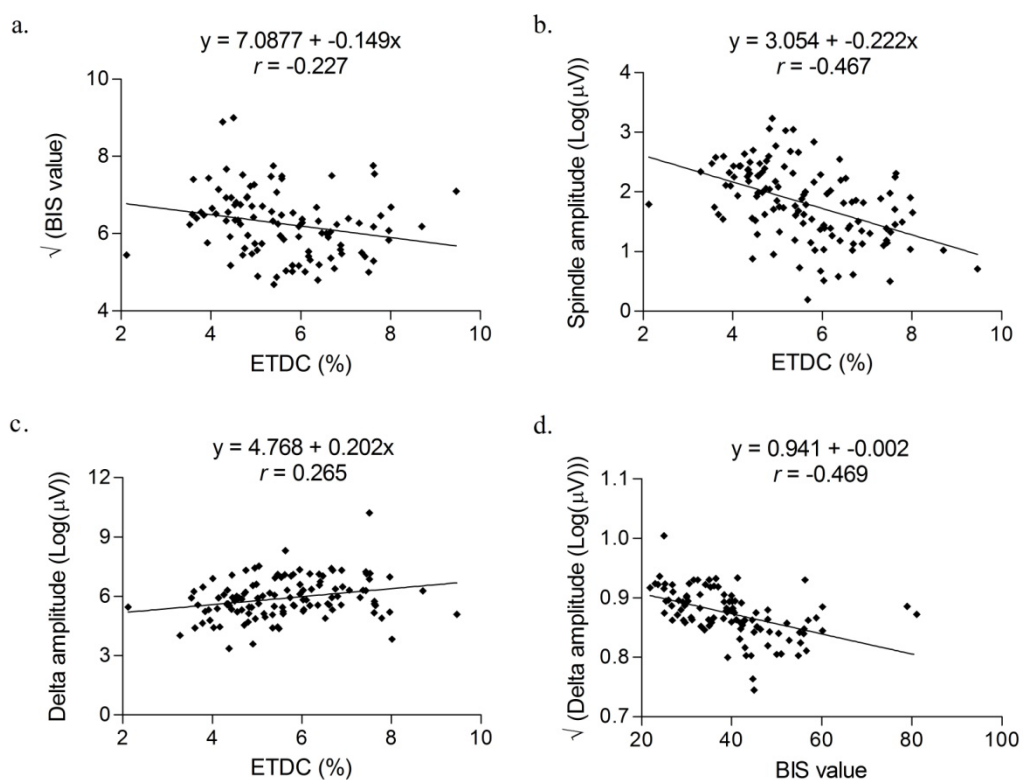 a.
y = 7.0877 + -0.149x
r = -0.227
10
8
6
4
√ (BIS value)
2 4 6 8 10
ETDC (%)
b.
y = 3.054 + -0.222x
r = -0.467
4
3
2
1
0
Spindle amplitude (Log(μV))
2 4 6 8 10
ETDC (%)
c.
y = 4.768 + 0.202x
r = 0.265
12
9
6
3
0
Delta amplitude (Log(μV))
2 4 6 8 10
ETDC (%)
d.
y = 0.941 + -0.002
r = -0.469
1.1
1.0
0.9
0.8
0.7
√ (Delta amplitude (Log(μV)))
20 40 60 80 100
BIS value